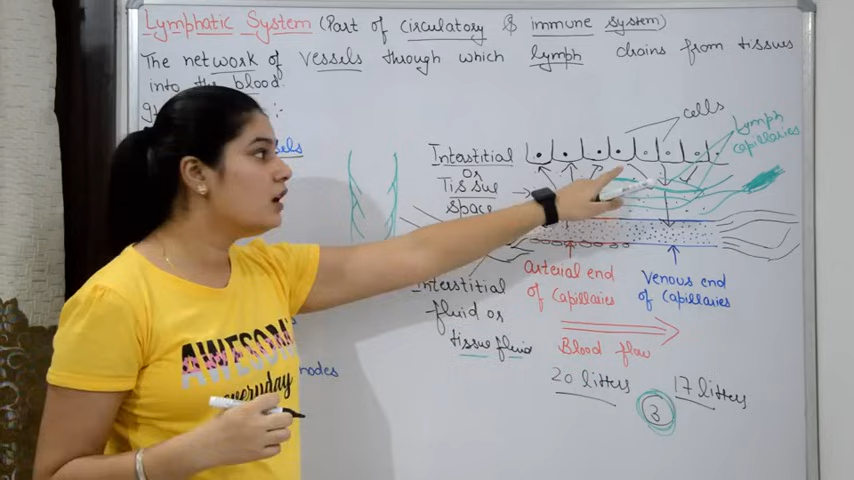 Lymphatic System (Part of circulatory & immune system)
The network of vessels through which lymph drains from tissues
into the blood.
cells
Lymph
capillaries
Interstitial
or
Tissue
space
Interstitial
fluid or
tissue fluid
Arterial end
of Capillaries
Venous end
of Capillaries
Blood flow
20 litters
17 litters
3
nodes
AWESOME
everyday